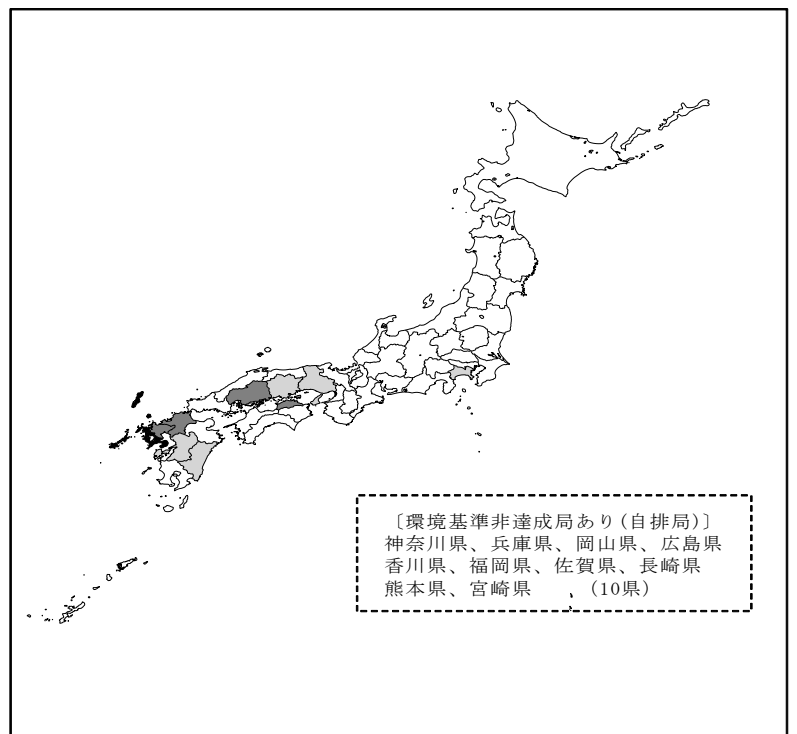 〔環境基準非達成局あり(自排局)〕
神奈川県、兵庫県、岡山県、広島県
香川県、福岡県、佐賀県、長崎県
熊本県、宮崎県　　(10県)